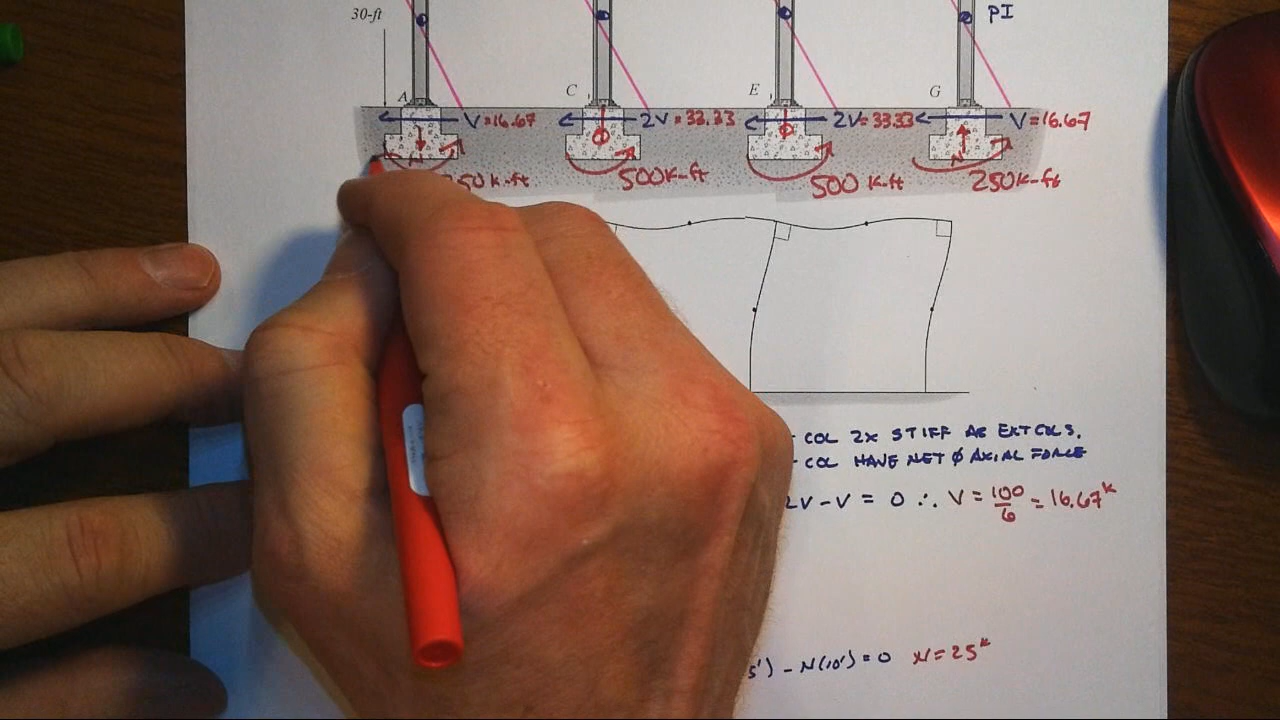 30-ft
PI
A C E G
V=16.67 2V=33.33 2V=33.33 V=16.67
N N
50k-ft 500k-ft 500 k-ft 250k-ft
- COL 2X STIFF AS EXT COLS.
- COL HAVE NET ϕ AXIAL FORCE
2V-V = 0 ∴ V = 100/6 = 16.67ᵏ
5') - N(10') = 0 N=25ᵏ